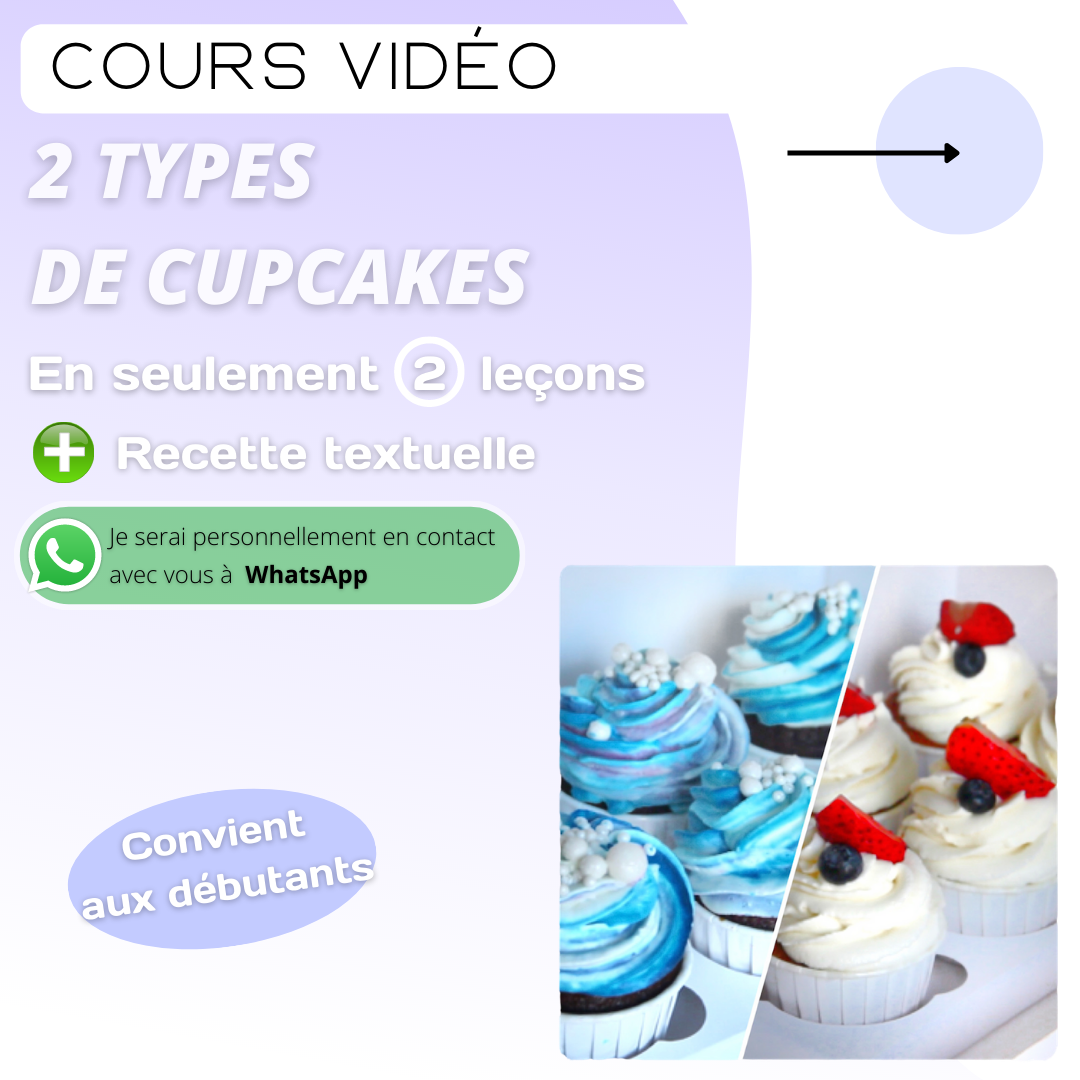 COURS VIDÉO
2 TYPES
DE CUPCAKES
En seulement 2 leçons
Recette textuelle
Je serai personnellement en contact
avec vous à WhatsApp
Convient
aux débutants